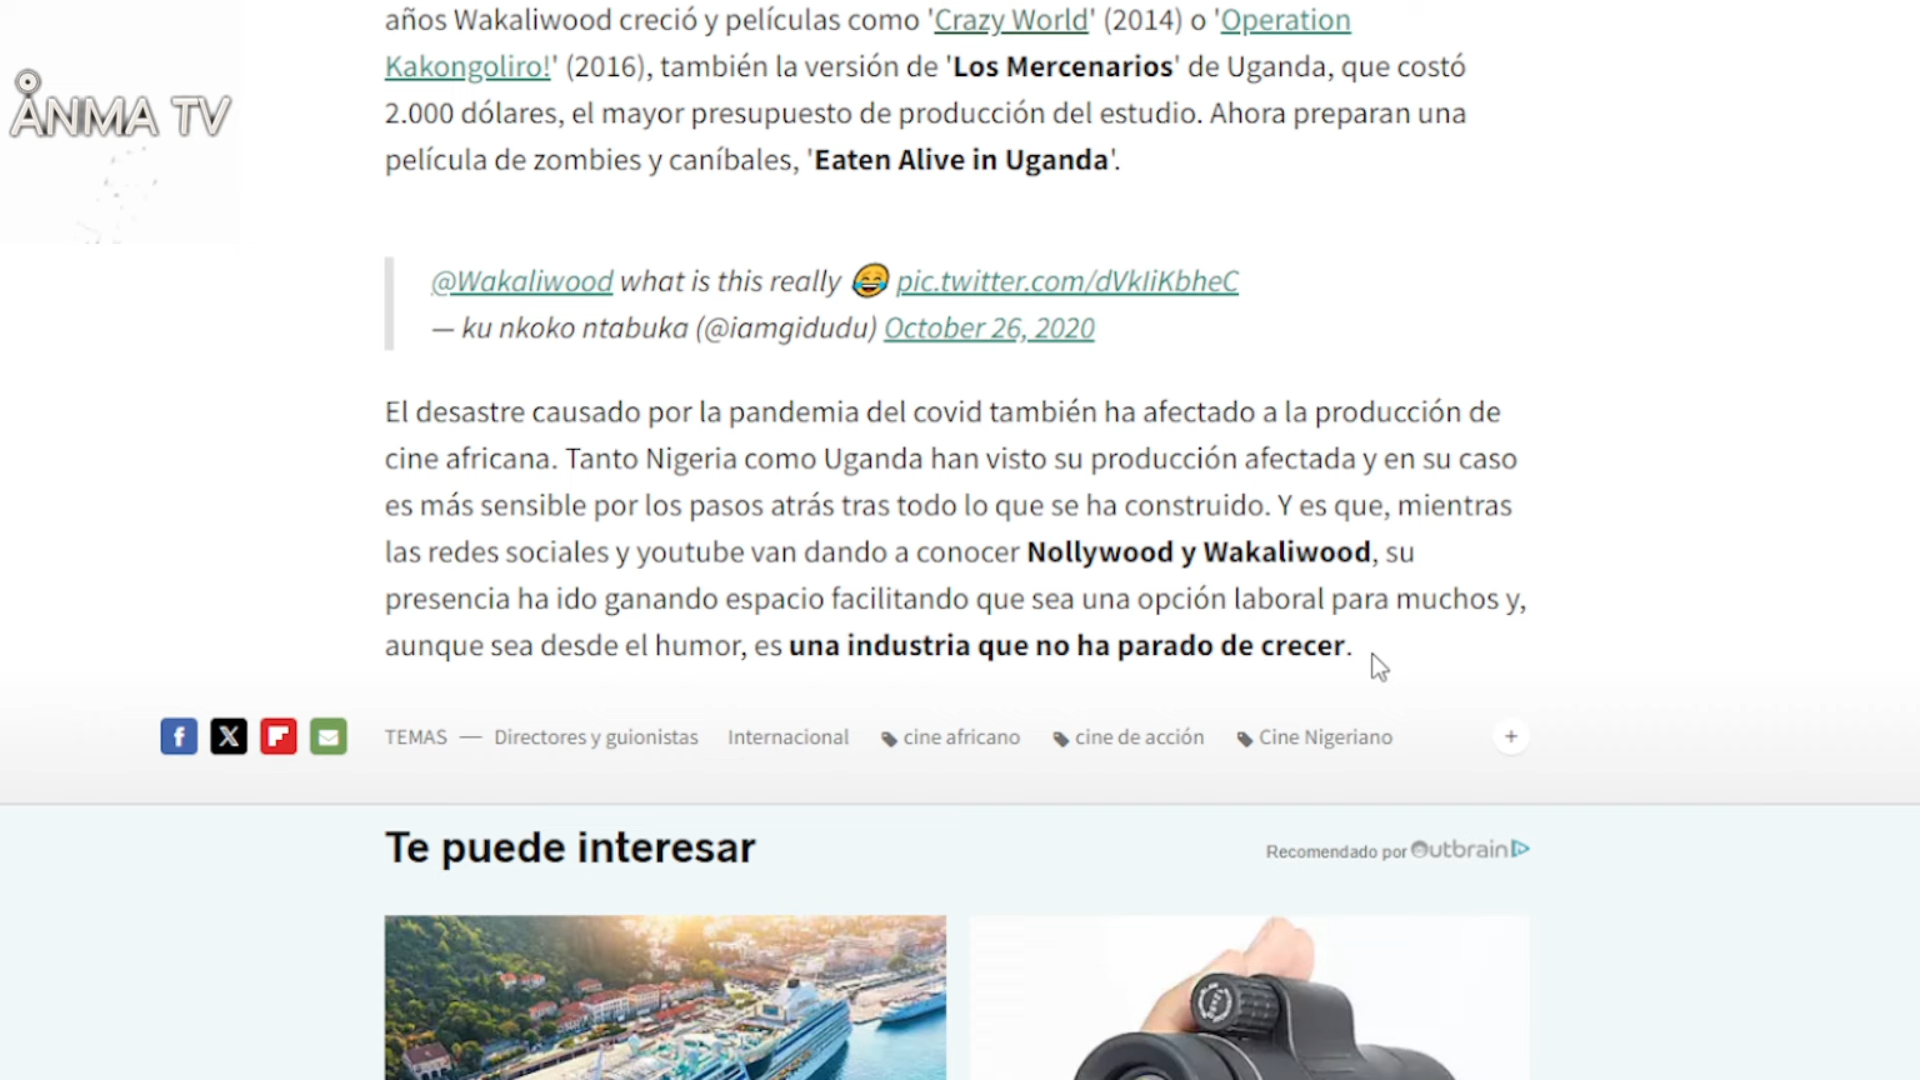 años Wakaliwood creció y películas como 'Crazy World' (2014) o 'Operation
Kakongoliro!' (2016), también la versión de 'Los Mercenarios' de Uganda, que costó
2.000 dólares, el mayor presupuesto de producción del estudio. Ahora preparan una
película de zombies y caníbales, 'Eaten Alive in Uganda'.
ANIMA TV
@Wakaliwood what is this really 😂 pic.twitter.com/dVkIiKbheC
— ku nkoko ntabuka (@iamgidudu) October 26, 2020
El desastre causado por la pandemia del covid también ha afectado a la producción de
cine africana. Tanto Nigeria como Uganda han visto su producción afectada y en su caso
es más sensible por los pasos atrás tras todo lo que se ha construido. Y es que, mientras
las redes sociales y youtube van dando a conocer Nollywood y Wakaliwood, su
presencia ha ido ganando espacio facilitando que sea una opción laboral para muchos y,
aunque sea desde el humor, es una industria que no ha parado de crecer.
TEMAS — Directores y guionistas Internacional cine africano cine de acción Cine Nigeriano +
Te puede interesar
Recomendado por Outbrain